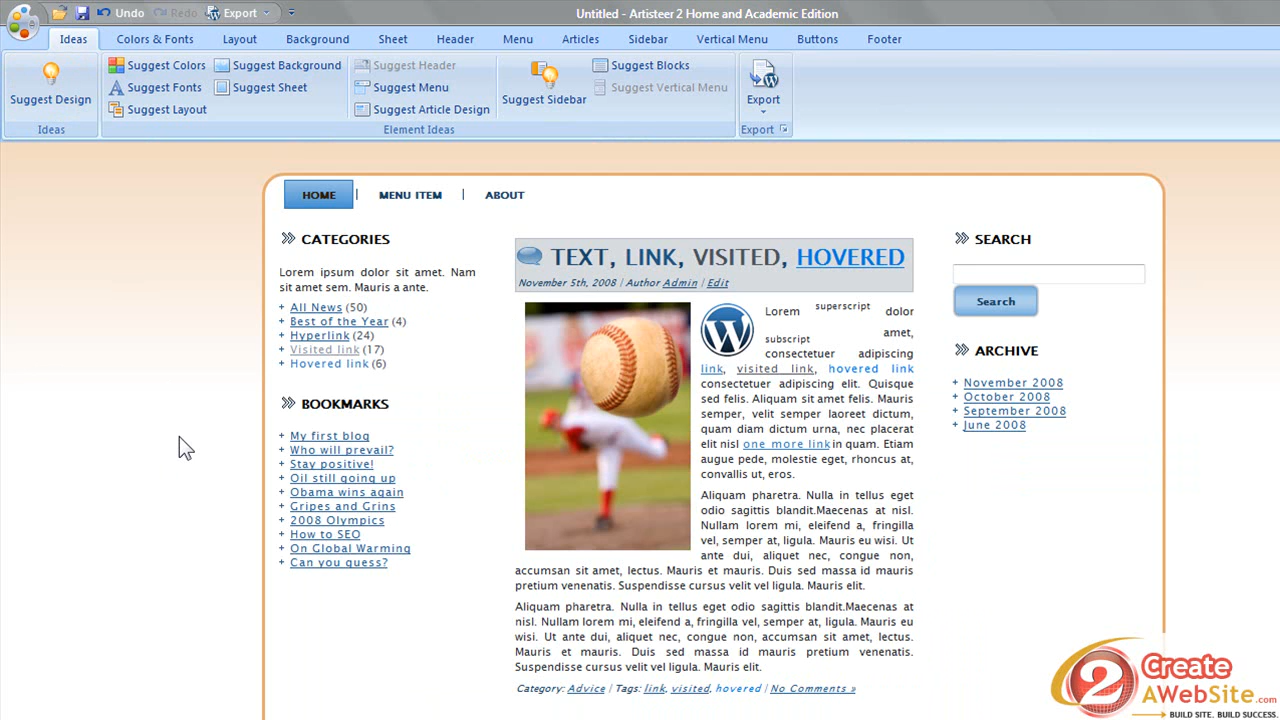 Undo Redo Export
Untitled - Artisteer 2 Home and Academic Edition
Ideas Colors & Fonts Layout Background Sheet Header Menu Articles Sidebar Vertical Menu Buttons Footer
Suggest Design
Ideas
Suggest Colors Suggest Background
Suggest Fonts Suggest Sheet
Suggest Layout
Suggest Header
Suggest Menu
Suggest Article Design
Element Ideas
Suggest Sidebar
Suggest Blocks
Suggest Vertical Menu
Export
Export
HOME | MENU ITEM | ABOUT
CATEGORIES
Lorem ipsum dolor sit amet. Nam
sit amet sem. Mauris a ante.
+ All News (50)
+ Best of the Year (4)
+ Hyperlink (24)
+ Visited link (17)
+ Hovered link (6)
BOOKMARKS
+ My first blog
+ Who will prevail?
+ Stay positive!
+ Oil still going up
+ Obama wins again
+ Gripes and Grins
+ 2008 Olympics
+ How to SEO
+ On Global Warming
+ Can you guess?
TEXT, LINK, VISITED, HOVERED
November 5th, 2008 | Author Admin | Edit
Lorem superscript dolor
subscript amet,
consectetuer adipiscing
link, visited link, hovered link
consectetuer adipiscing elit. Quisque
sed felis. Aliquam sit amet felis. Mauris
semper, velit semper laoreet dictum,
quam diam dictum urna, nec placerat
elit nisl one more link in quam. Etiam
augue pede, molestie eget, rhoncus at,
convallis ut, eros.
Aliquam pharetra. Nulla in tellus eget
odio sagittis blandit.Maecenas at nisl.
Nullam lorem mi, eleifend a, fringilla
vel, semper at, ligula. Mauris eu wisi. Ut
ante dui, aliquet nec, congue non,
accumsan sit amet, lectus. Mauris et mauris. Duis sed massa id mauris
pretium venenatis. Suspendisse cursus velit vel ligula. Mauris elit.
Aliquam pharetra. Nulla in tellus eget odio sagittis blandit.Maecenas at
nisl. Nullam lorem mi, eleifend a, fringilla vel, semper at, ligula. Mauris eu
wisi. Ut ante dui, aliquet nec, congue non, accumsan sit amet, lectus.
Mauris et mauris. Duis sed massa id mauris pretium venenatis.
Suspendisse cursus velit vel ligula. Mauris elit.
Category: Advice | Tags: link, visited, hovered | No Comments »
SEARCH
Search
ARCHIVE
+ November 2008
+ October 2008
+ September 2008
+ June 2008
2 Create
AWebSite.com
BUILD SITE. BUILD SUCCESS.